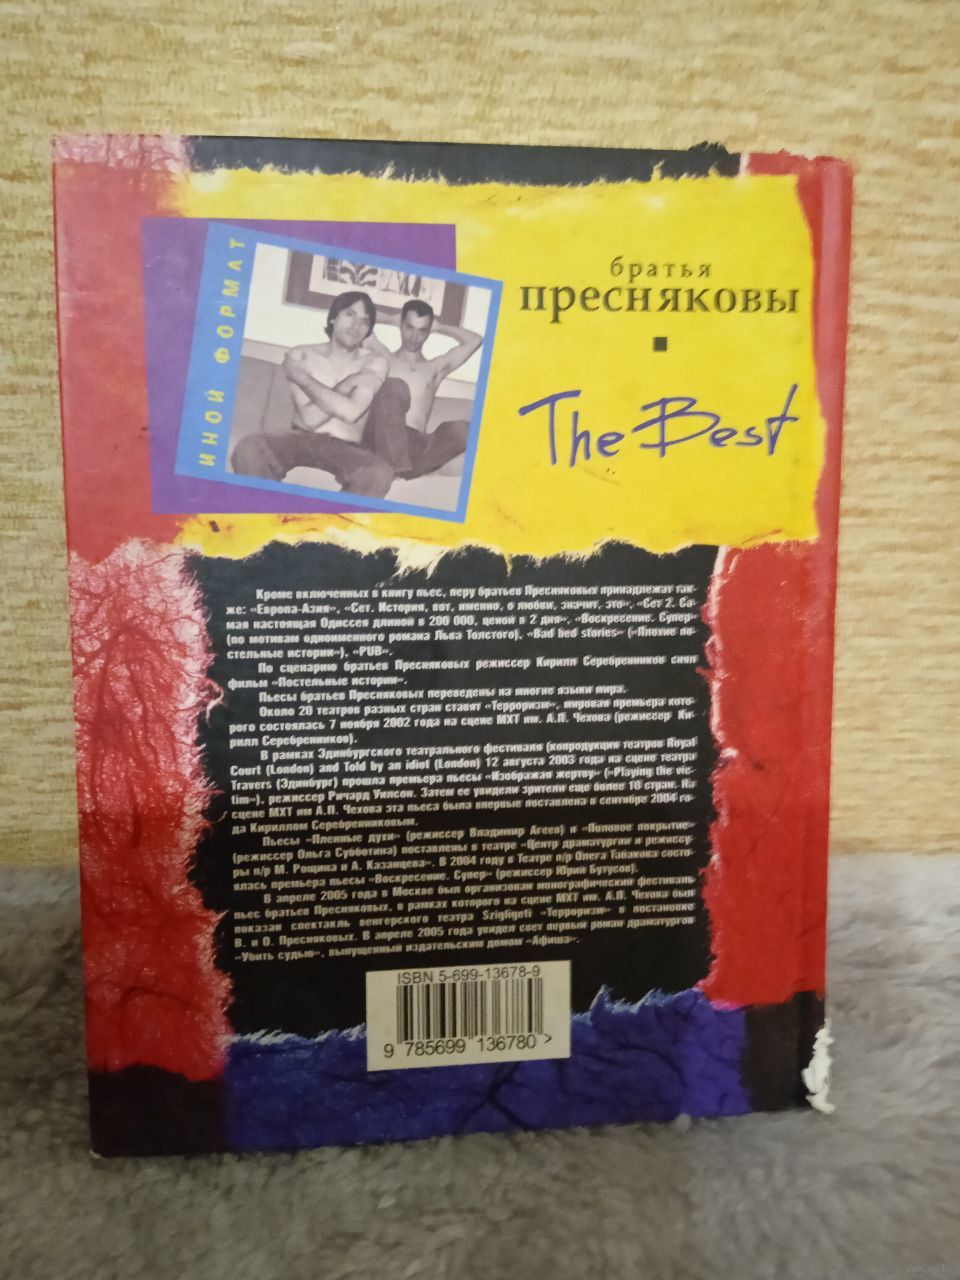 ИНОЙ ФОРМАТ
братья
пресняковы
The Best
Кроме включенных в книгу пьес, перу братьев Пресняковых принадлежат так-
же: «Европа-Азия», «Сет. История, вот, именно, о любви, значит, это», «Сет 2. Са-
мая настоящая Одиссея длиной в 200 000, ценой в 2 дня», «Воскресение. Супер»
(по мотивам одноименного романа Льва Толстого), «Bad bed stories» («Плохие по-
стельные истории»), «PUB».
По сценарию братьев Пресняковых режиссер Кирилл Серебренников снял
фильм «Постельные истории».
Пьесы братьев Пресняковых переведены на многие языки мира.
Около 20 театров разных стран ставят «Терроризм», мировая премьера кото-
рого состоялась 7 ноября 2002 года на сцене МХТ им. А.П. Чехова (режиссер Ки-
рилл Серебренников).
В рамках Эдинбургского театрального фестиваля (копродукция театров Royal
Court (London) and Told by an idiot (London) 12 августа 2003 года на сцене театра
Travers (Эдинбург) прошла премьера пьесы «Изображая жертву» («Playing the vic-
tim»), режиссер Ричард Уилсон. Затем ее увидели зрители еще более 10 стран. На
сцене МХТ им А.П. Чехова эта пьеса была впервые поставлена в сентябре 2004 го-
да Кириллом Серебренниковым.
Пьесы «Пленные духи» (режиссер Владимир Агеев) и «Половое покрытие»
(режиссер Ольга Субботина) поставлены в театре «Центр драматургии и режиссу-
ры п/р М. Рощина и А. Казанцева». В 2004 году в Театре п/р Олега Табакова состо-
ялась премьера пьесы «Воскресение. Супер» (режиссер Юрий Бутусов).
В апреле 2005 года в Москве был организован монографический фестиваль
пьес братьев Пресняковых, в рамках которого на сцене МХТ им. А.П. Чехова был
показан спектакль венгерского театра Szigligeti «Терроризм» в постановке
В. и О. Пресняковых. В апреле 2005 года увидел свет первый роман драматургов
«Убить судью», выпущенный издательским домом «Афиша».
ISBN 5-699-13678-9
9 785699 136780 >